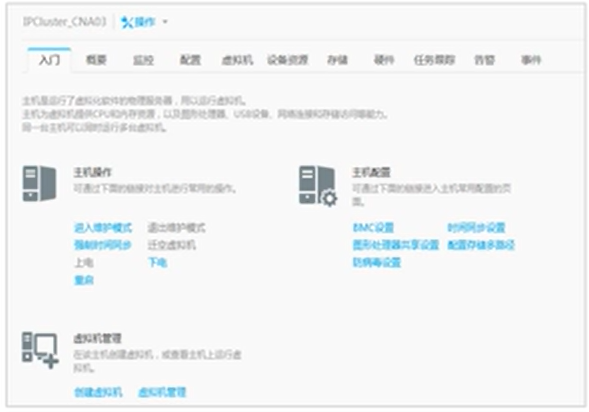 IPCluster_CNA03 操作
入门 概要 监控 配置 虚拟机 设备资源 存储 硬件 任务跟踪 告警 事件
主机是运行了虚拟化软件的物理服务器，用以运行虚拟机。
主机为虚拟机提供CPU和内存资源，以及图形处理器、USB设备、网络连接和存储访问等能力。
同一台主机可以同时运行多台虚拟机。
主机操作
可通过下面的链接对主机进行常用的操作。
进入维护模式 退出维护模式
强制时间同步 迁空虚拟机
上电 下电
重启
主机配置
可通过下面的链接进入主机常用配置的页
面。
BMC设置 时间同步设置
图形处理器共享设置 配置存储多路径
防病毒设置
虚拟机管理
在该主机创建虚拟机，或查看主机上运行虚
拟机。
创建虚拟机 虚拟机管理